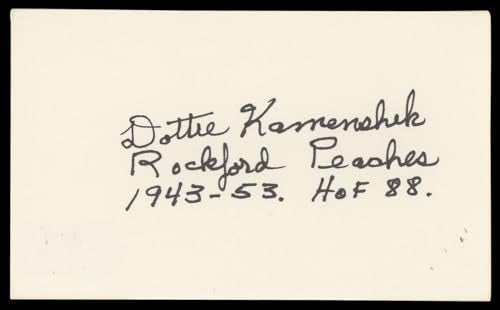 Dottie Kamenshek
Rockford Peaches
1943-53. HoF 88.